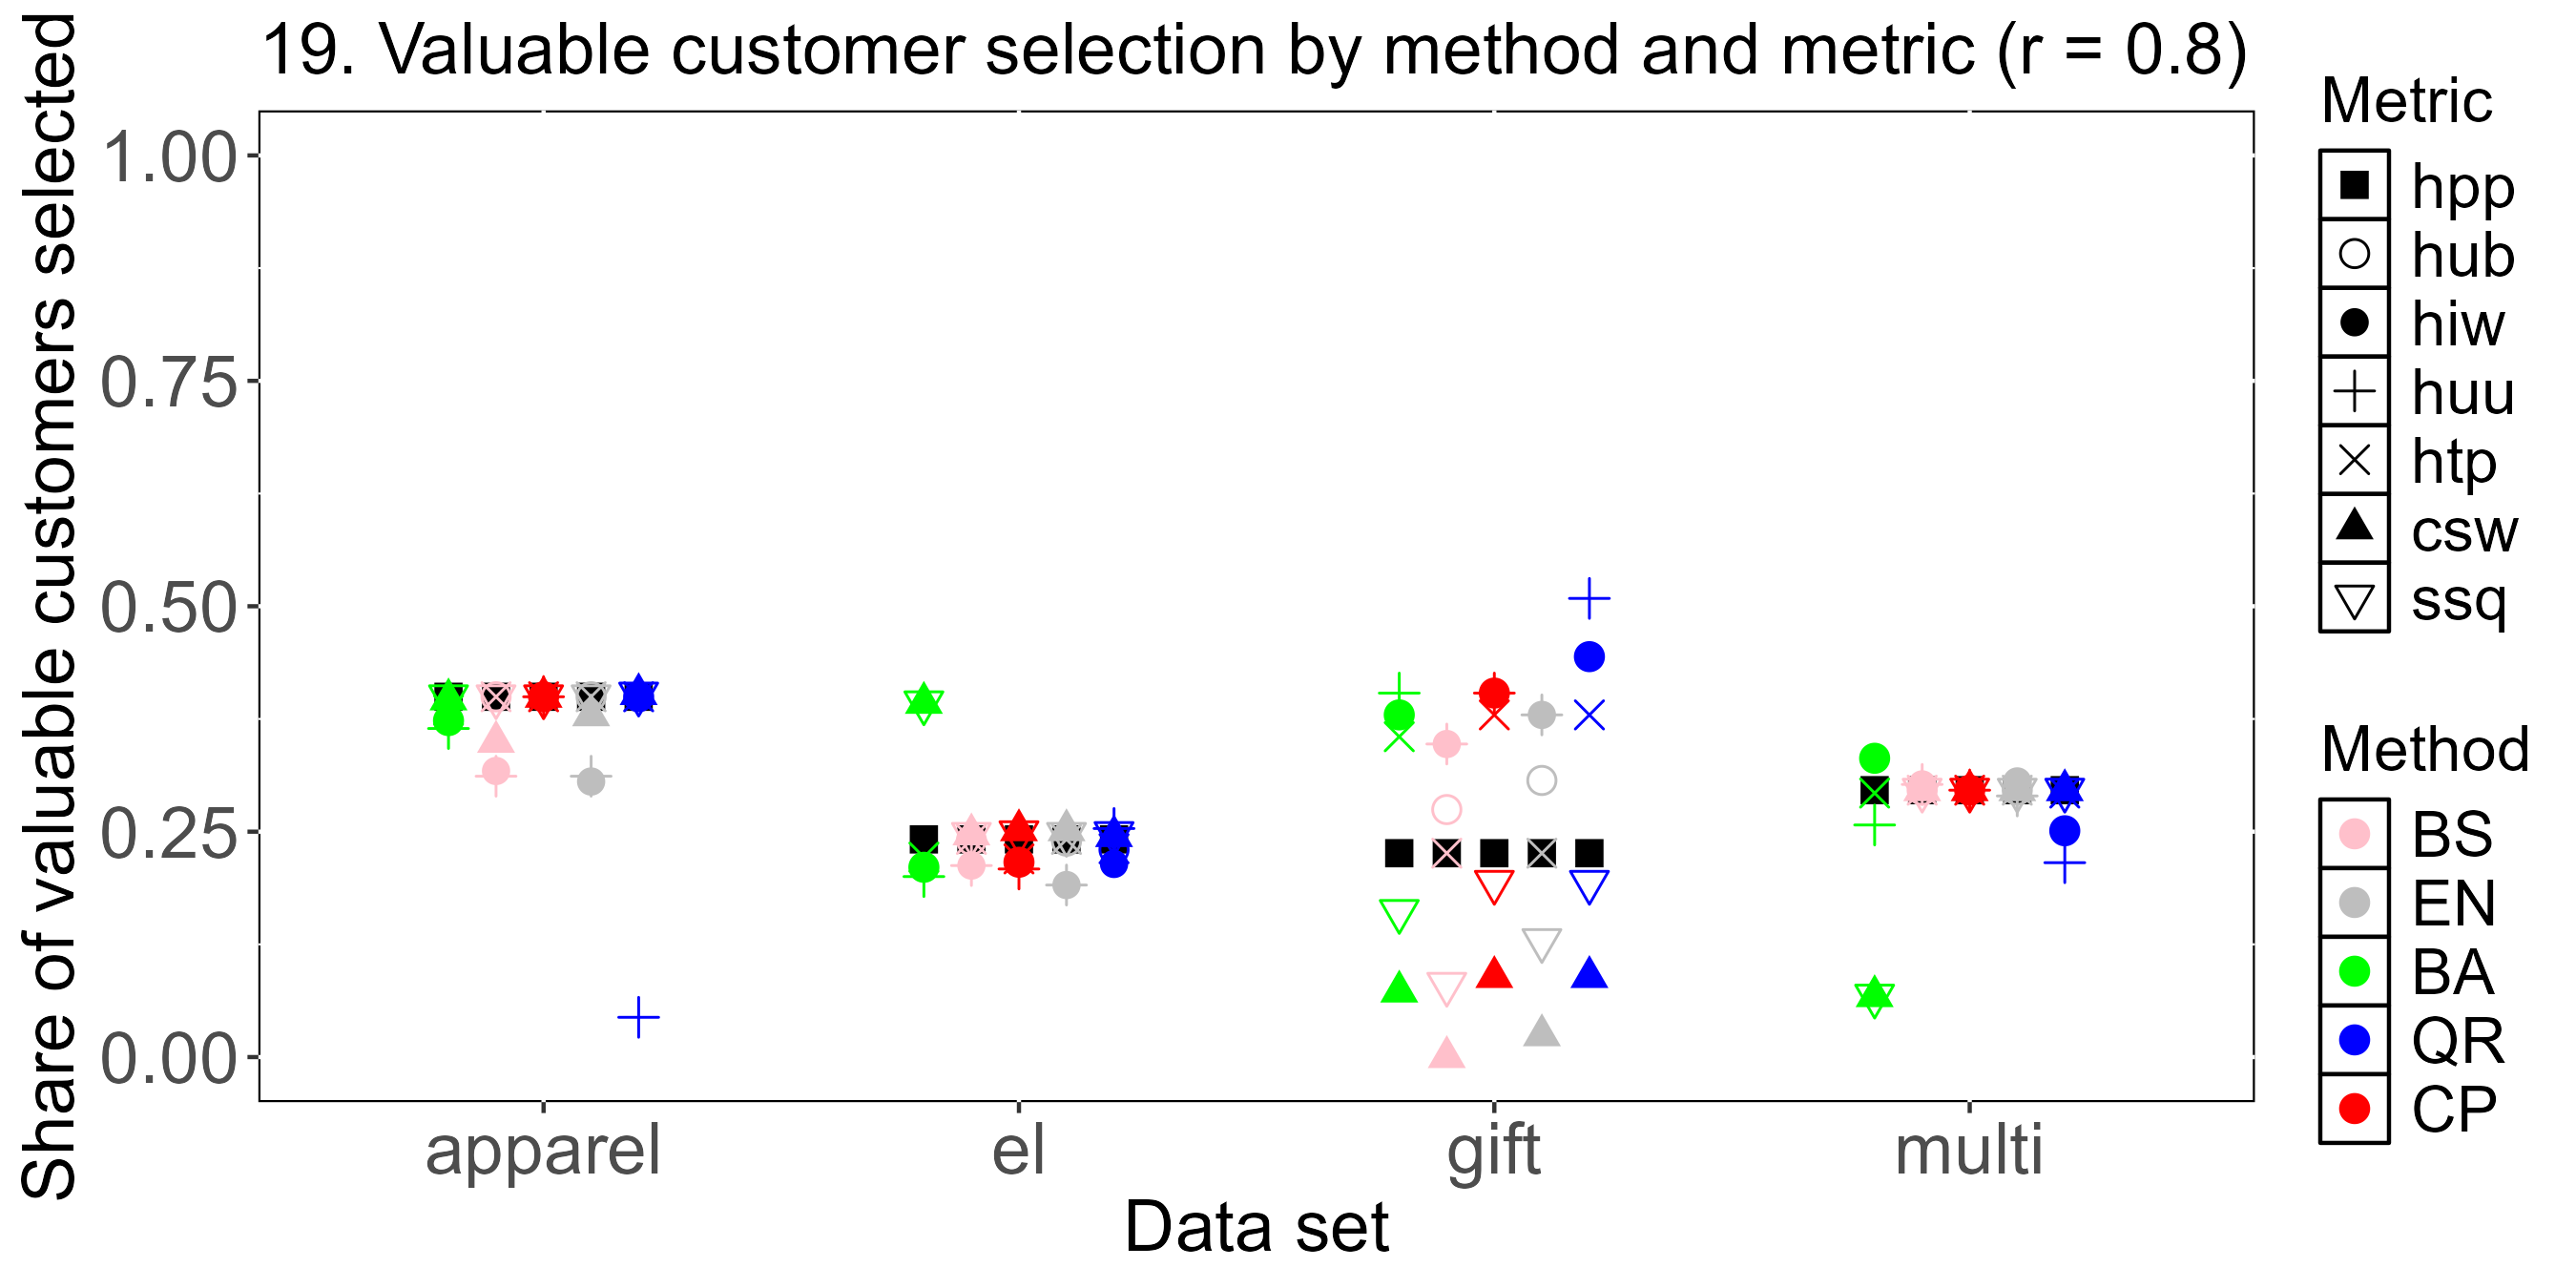 19. Valuable customer selection by method and metric (r = 0.8)
Share of valuable customers selected
1.00
0.75
0.50
0.25
0.00
apparel
el
gift
multi
Data set
Metric
hpp
hub
hiw
huu
htp
csw
ssq
Method
BS
EN
BA
QR
CP